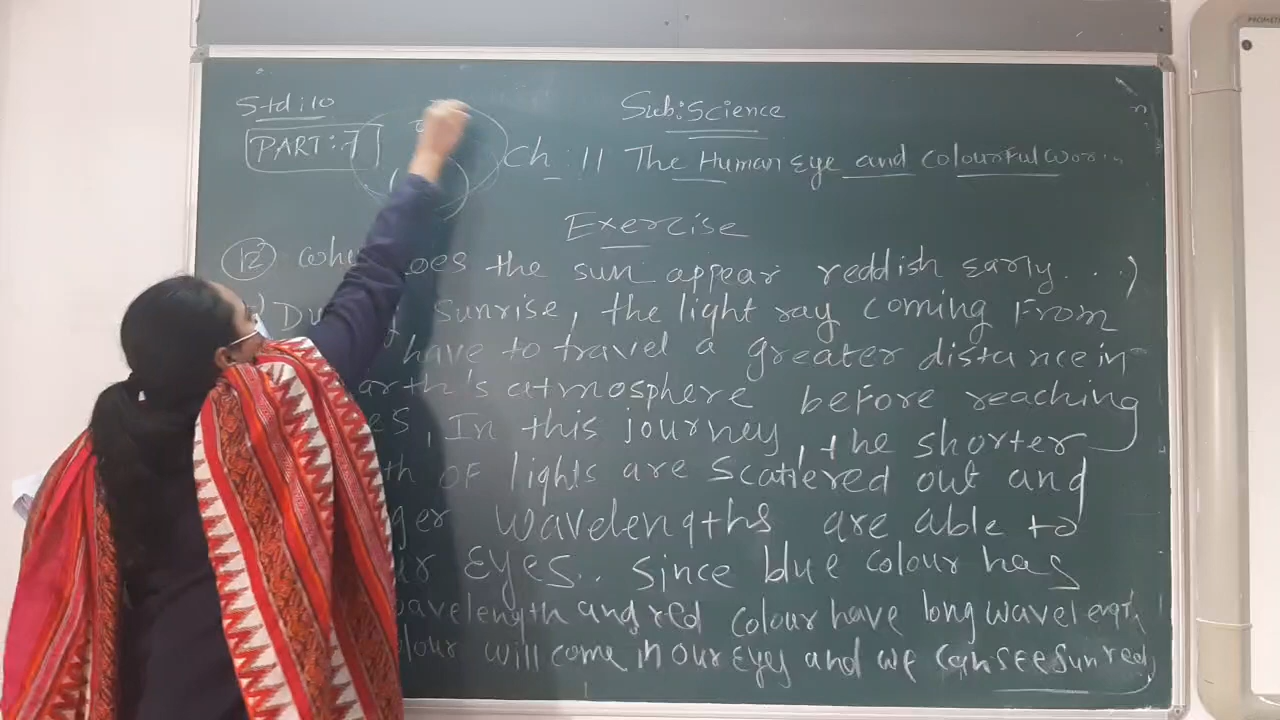 Std:10
Sub:Science
PART:7
Ch:11 The Human Eye and Colourful
Exercise
12 the sun appear reddish early...)
Sunrise, the light ray coming From
have to travel a greater distance in
atmosphere before reaching
, In this journey, the shorter
OF lights are scattered out and
wavelengths are able to
EYES.. Since blue colour has
and red colour have long wavelength
will come in our Eyes and we can see sun red